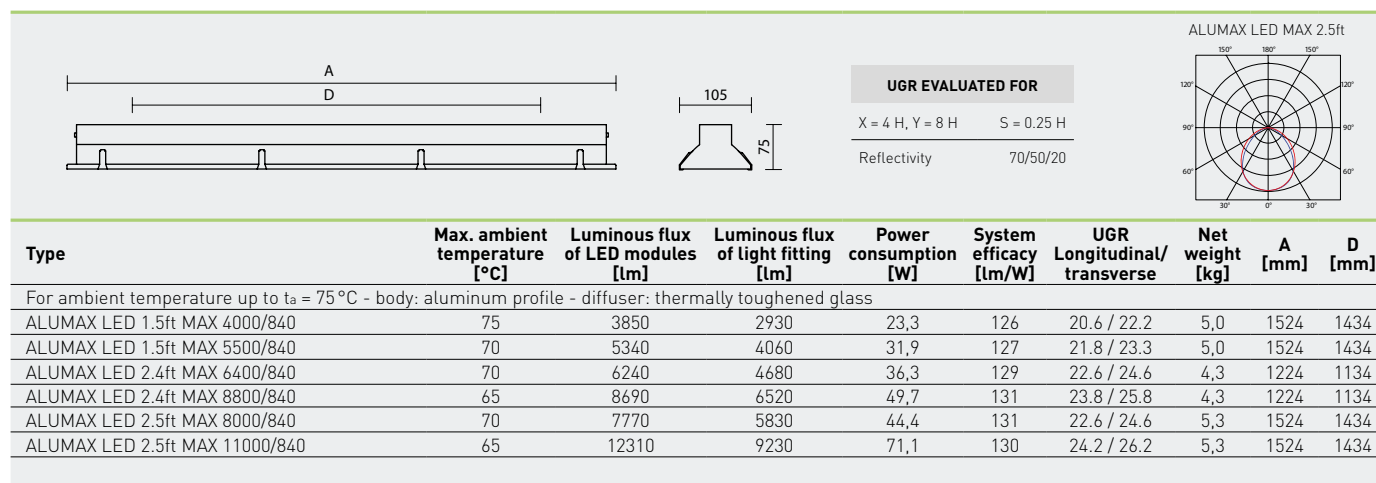 ALUMAX LED MAX 2.5ft
150° 180° 150°
120° 120°
90° 90°
60° 60°
30° 0° 30°
A
D
105
75
UGR EVALUATED FOR
X = 4 H, Y = 8 H S = 0.25 H
Reflectivity 70/50/20
Type Max. ambient temperature [°C] Luminous flux of LED modules [lm] Luminous flux of light fitting [lm] Power consumption [W] System efficacy [lm/W] UGR Longitudinal/ transverse Net weight [kg] A [mm] D [mm]
For ambient temperature up to ta = 75 °C - body: aluminum profile - diffuser: thermally toughened glass
ALUMAX LED 1.5ft MAX 4000/840 75 3850 2930 23,3 126 20.6 / 22.2 5,0 1524 1434
ALUMAX LED 1.5ft MAX 5500/840 70 5340 4060 31,9 127 21.8 / 23.3 5,0 1524 1434
ALUMAX LED 2.4ft MAX 6400/840 70 6240 4680 36,3 129 22.6 / 24.6 4,3 1224 1134
ALUMAX LED 2.4ft MAX 8800/840 65 8690 6520 49,7 131 23.8 / 25.8 4,3 1224 1134
ALUMAX LED 2.5ft MAX 8000/840 70 7770 5830 44,4 131 22.6 / 24.6 5,3 1524 1434
ALUMAX LED 2.5ft MAX 11000/840 65 12310 9230 71,1 130 24.2 / 26.2 5,3 1524 1434